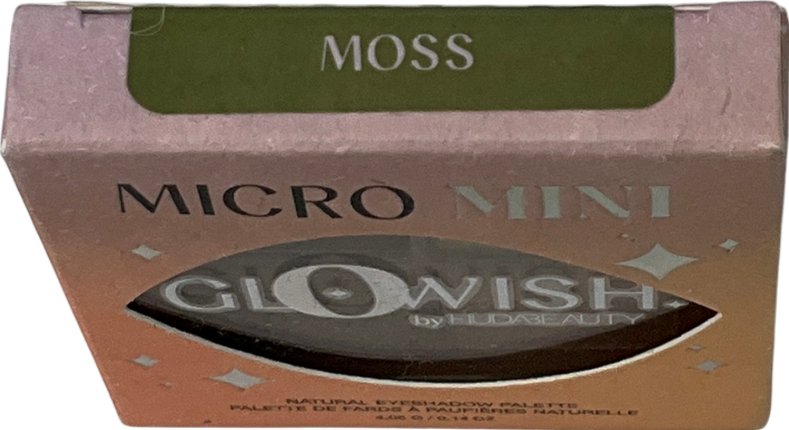 MOSS
MICRO MINI
GLOWISH
by HUDABEAUTY
NATURAL EYESHADOW PALETTE
PALETTE DE FARDS À PAUPIÈRES NATURELLE